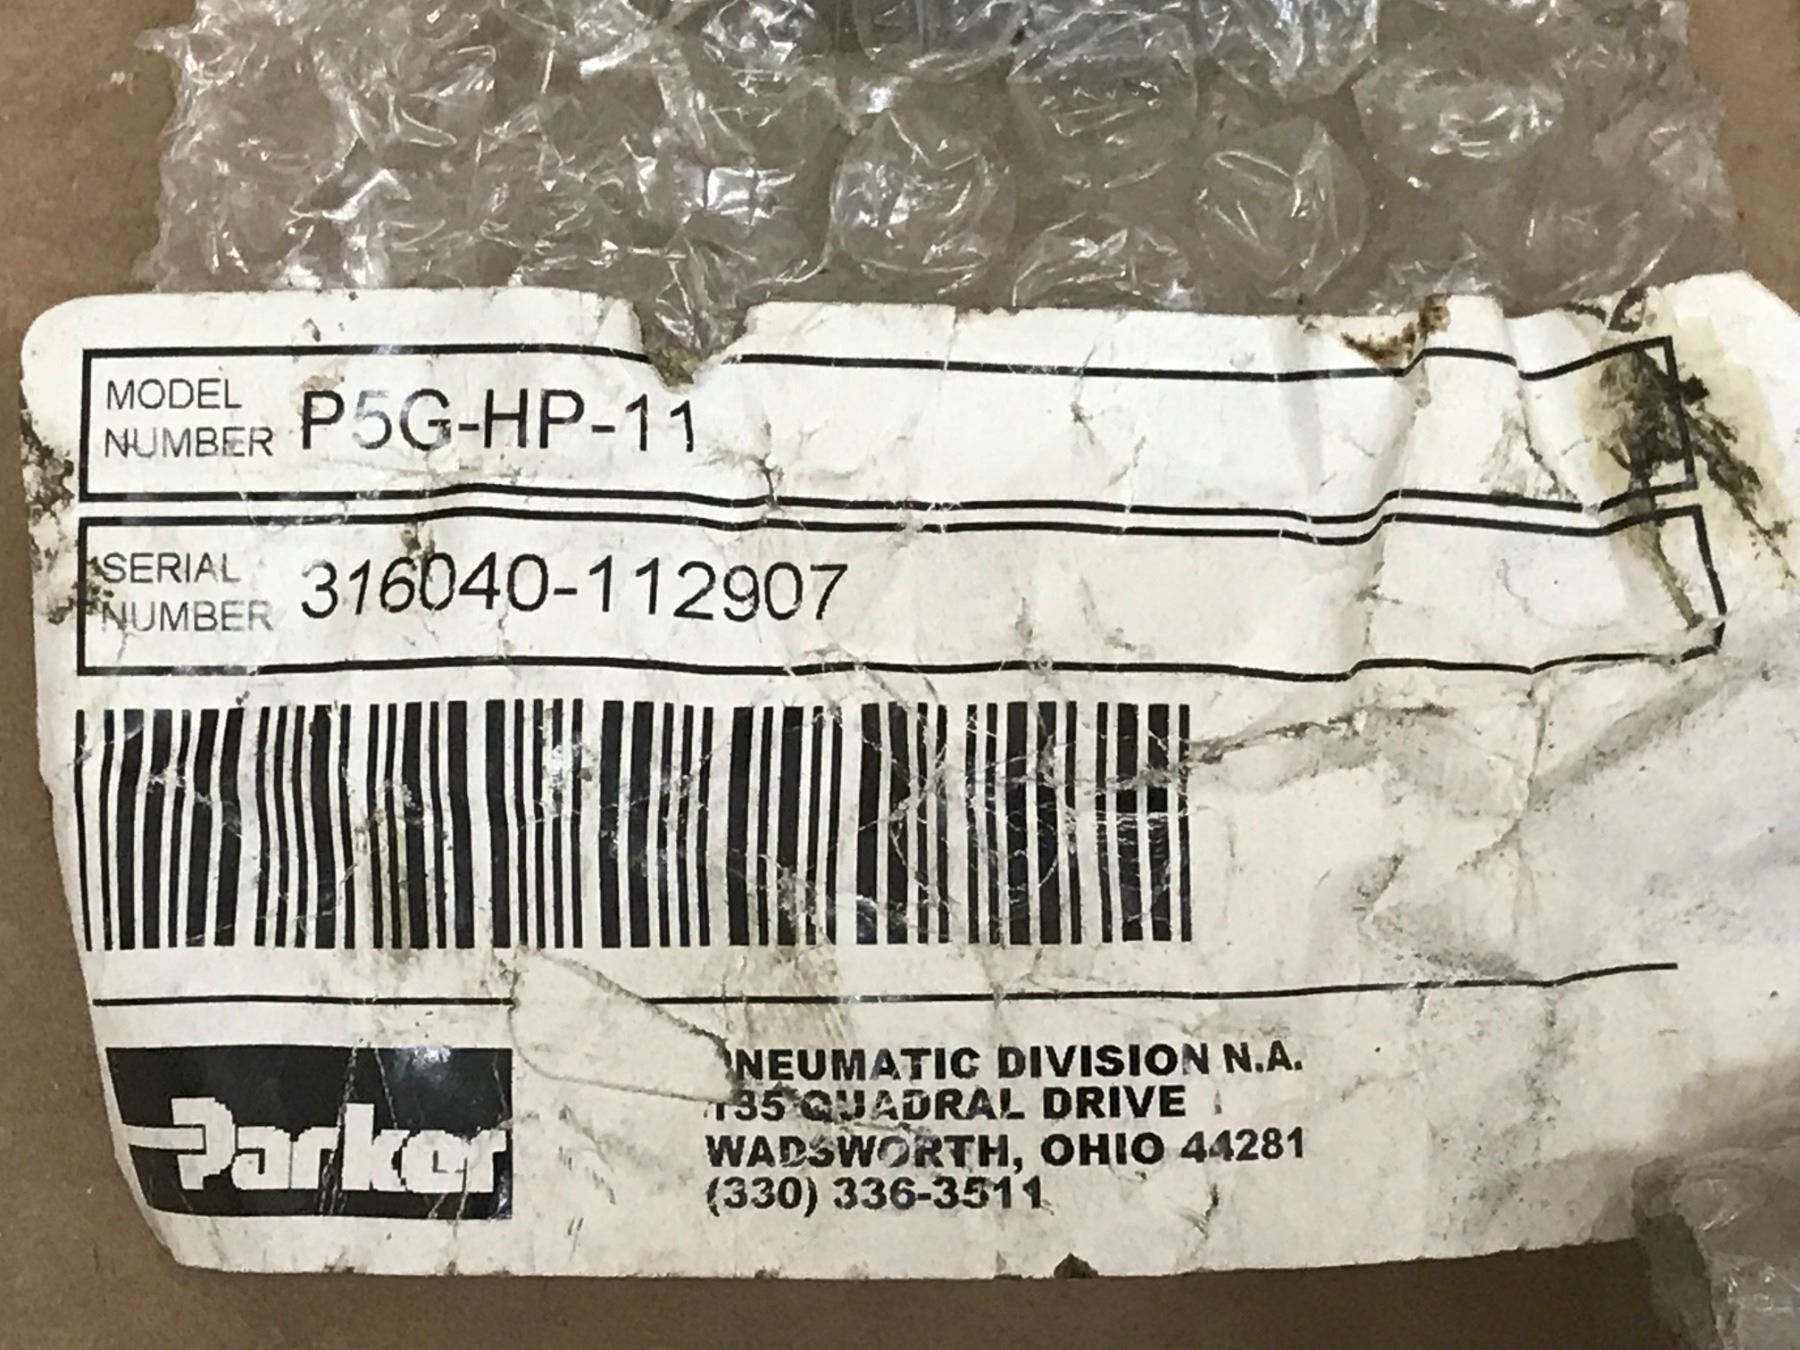 MODEL
NUMBER P5G-HP-11
SERIAL
NUMBER 316040-112907
Parker
PNEUMATIC DIVISION N.A.
135 QUADRAL DRIVE
WADSWORTH, OHIO 44281
(330) 336-3511